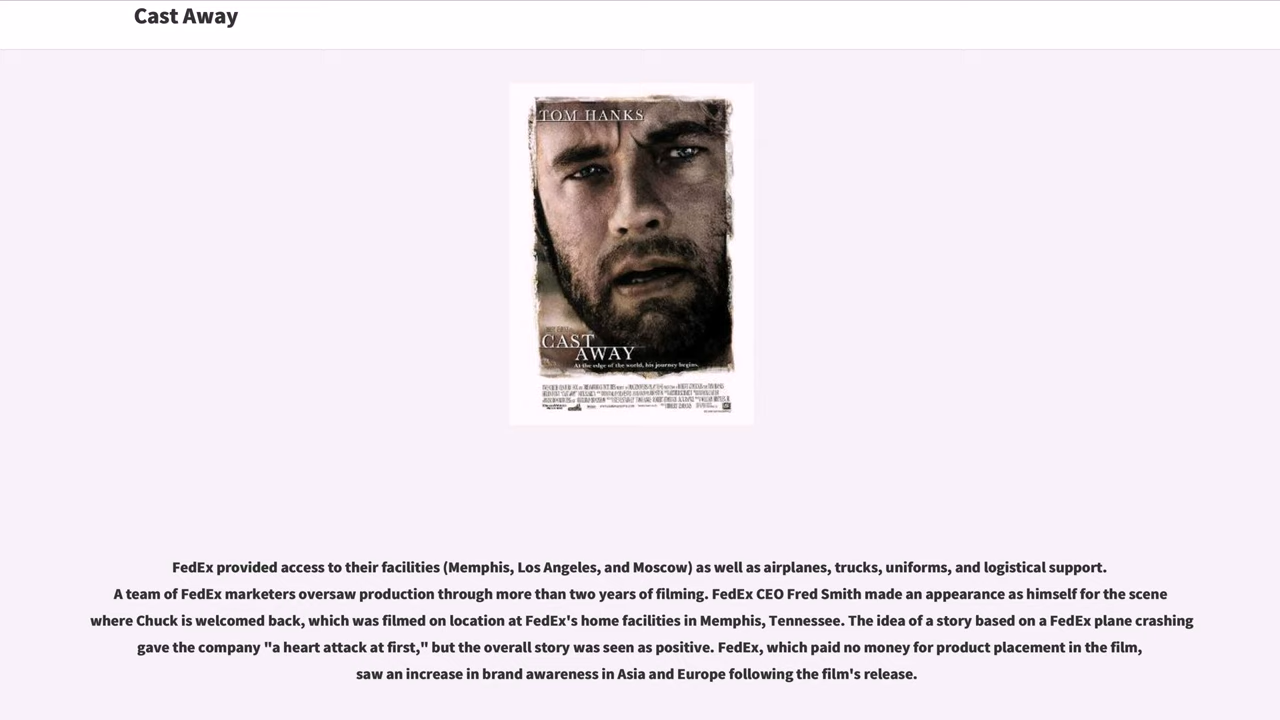 Cast Away
TOM HANKS
CAST
AWAY
At the edge of the world, his journey begins.
FedEx provided access to their facilities (Memphis, Los Angeles, and Moscow) as well as airplanes, trucks, uniforms, and logistical support.
A team of FedEx marketers oversaw production through more than two years of filming. FedEx CEO Fred Smith made an appearance as himself for the scene
where Chuck is welcomed back, which was filmed on location at FedEx's home facilities in Memphis, Tennessee. The idea of a story based on a FedEx plane crashing
gave the company "a heart attack at first," but the overall story was seen as positive. FedEx, which paid no money for product placement in the film,
saw an increase in brand awareness in Asia and Europe following the film's release.